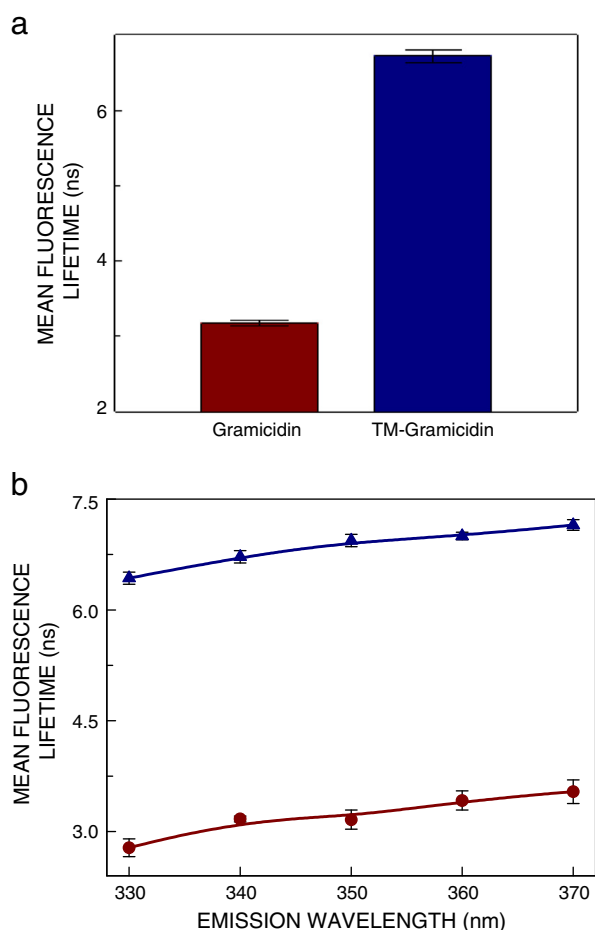 a
MEAN FLUORESCENCE
LIFETIME (ns)
6
4
2
Gramicidin TM-Gramicidin
b
MEAN FLUORESCENCE
LIFETIME (ns)
7.5
6.0
4.5
3.0
330 340 350 360 370
EMISSION WAVELENGTH (nm)